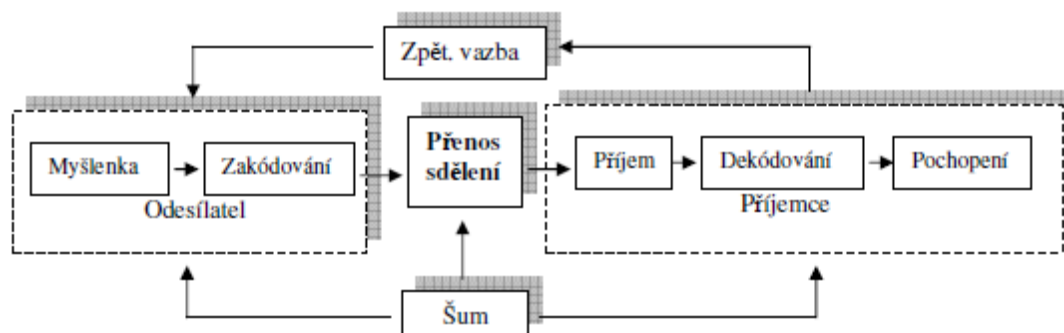 Zpět. vazba
Myšlenka
Zakódování
Odesílatel
Přenos
sdělení
Příjem
Dekódování
Pochopení
Příjemce
Šum